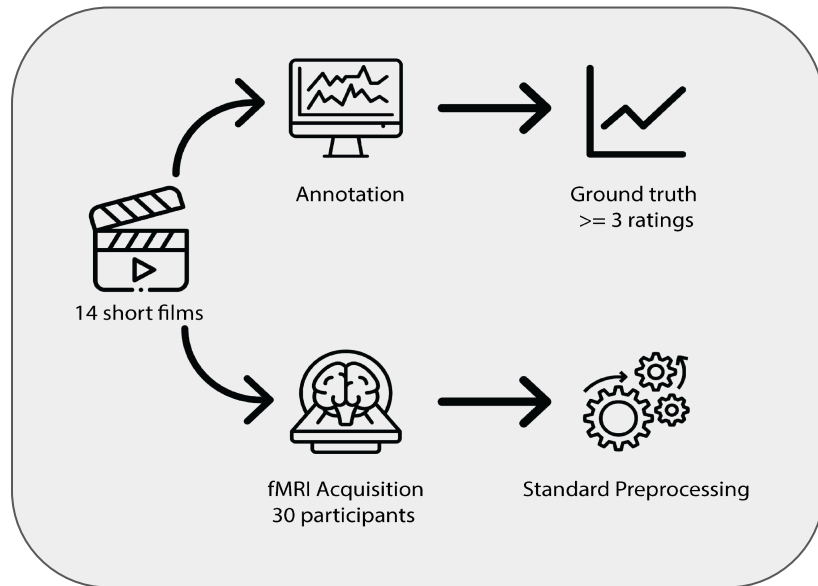 Annotation
Ground truth
>= 3 ratings
14 short films
fMRI Acquisition
30 participants
Standard Preprocessing